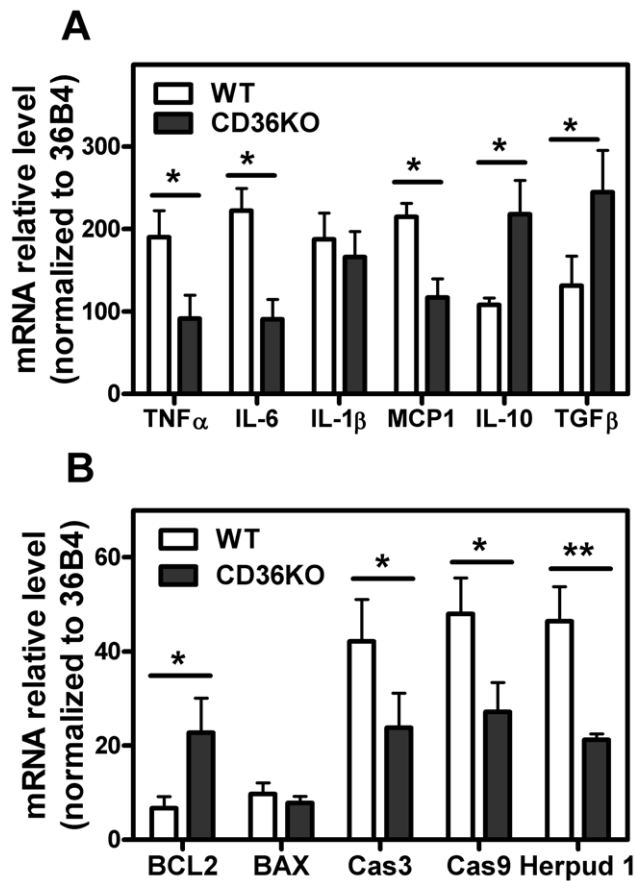 A
mRNA relative level
(normalized to 36B4)
300
200
100
0
WT
CD36KO
* * * * *
TNFα IL-6 IL-1β MCP1 IL-10 TGFβ
B
mRNA relative level
(normalized to 36B4)
60
40
20
0
WT
CD36KO
* * * **
BCL2 BAX Cas3 Cas9 Herpud 1